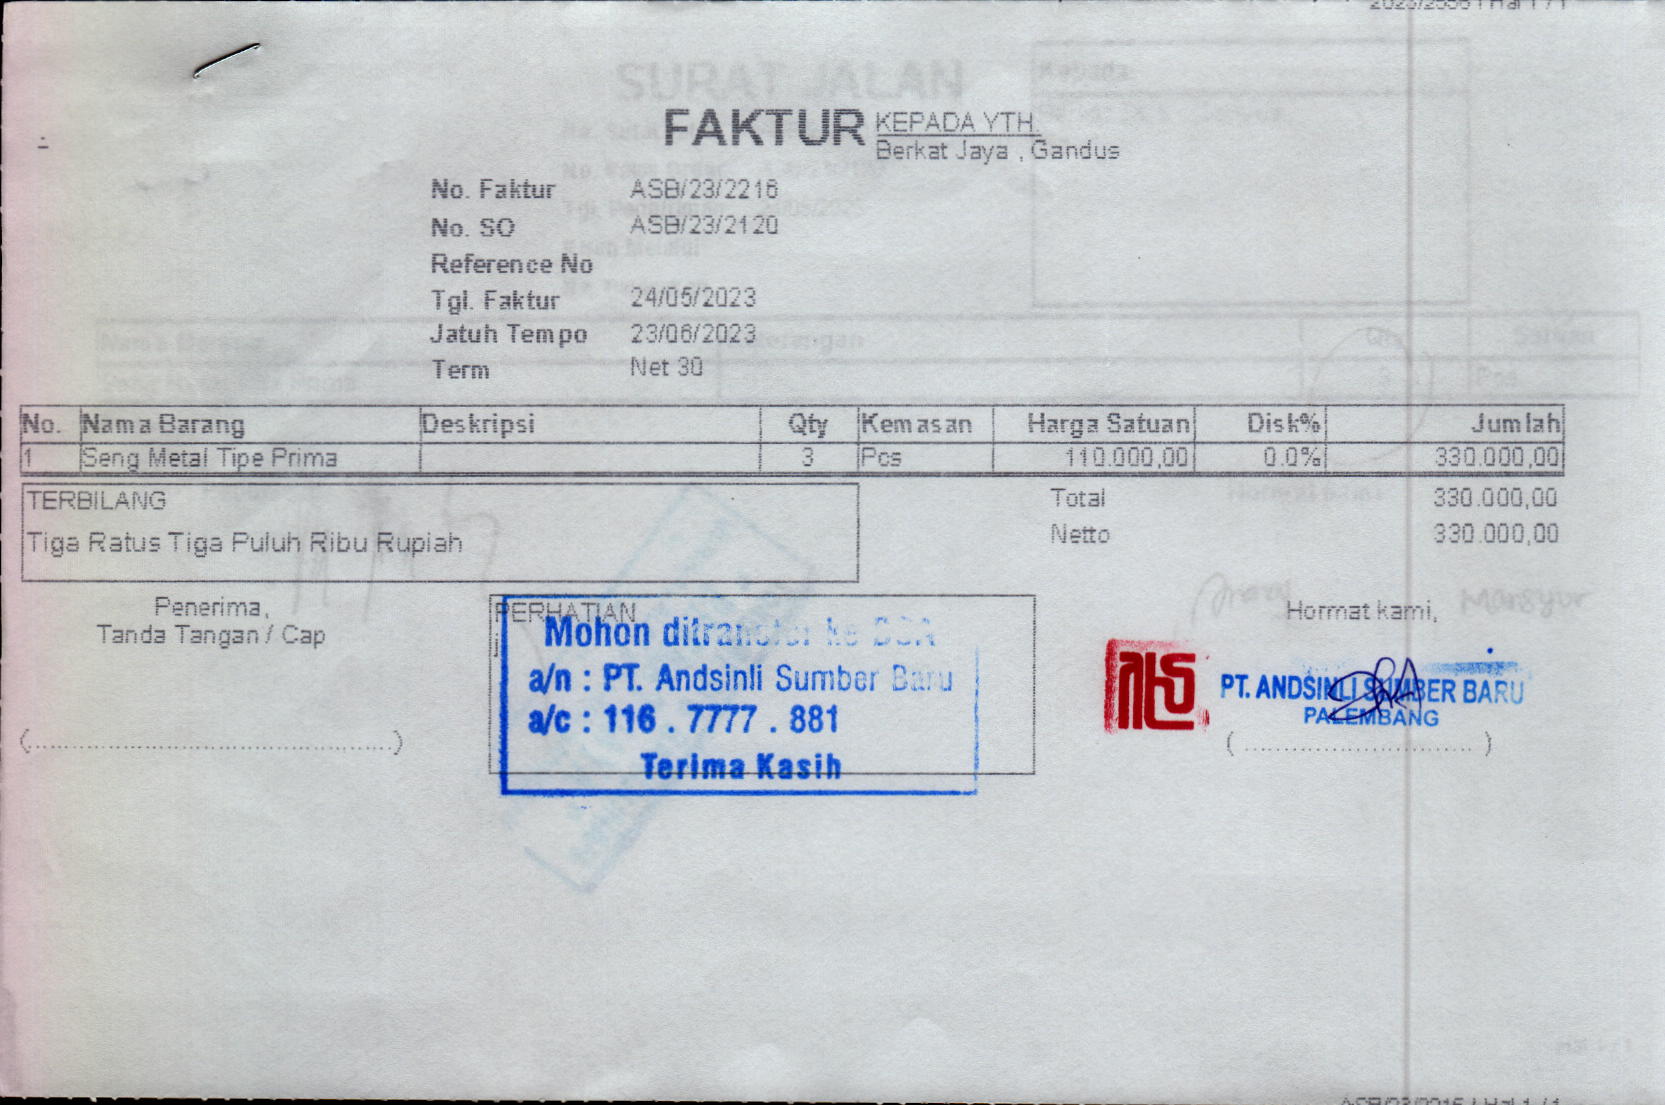 SURAT JALAN
Kepada
FAKTUR KEPADA YTH.
Berkat Jaya , Gandus
No. Faktur ASB/23/2216
No. SO ASB/23/2120
Reference No
Tgl. Faktur 24/05/2023
Jatuh Tempo 23/06/2023
Term Net 30
No. Nama Barang Deskripsi Qty Kemasan Harga Satuan Disk% Jumlah
1 Seng Metal Tipe Prima 3 Pcs 110.000,00 0.0% 330.000,00
TERBILANG
Tiga Ratus Tiga Puluh Ribu Rupiah
Total 330.000,00
Netto 330.000,00
Penerima,
Tanda Tangan / Cap
PERHATIAN
Mohon ditransfer ke BCA
a/n : PT. Andsinli Sumber Baru
a/c : 116 . 7777 . 881
Terima Kasih
Hormat kami,
Mansyur
PT. ANDSINLI SUMBER BARU
PALEMBANG
(..........................................)
( ............................ )